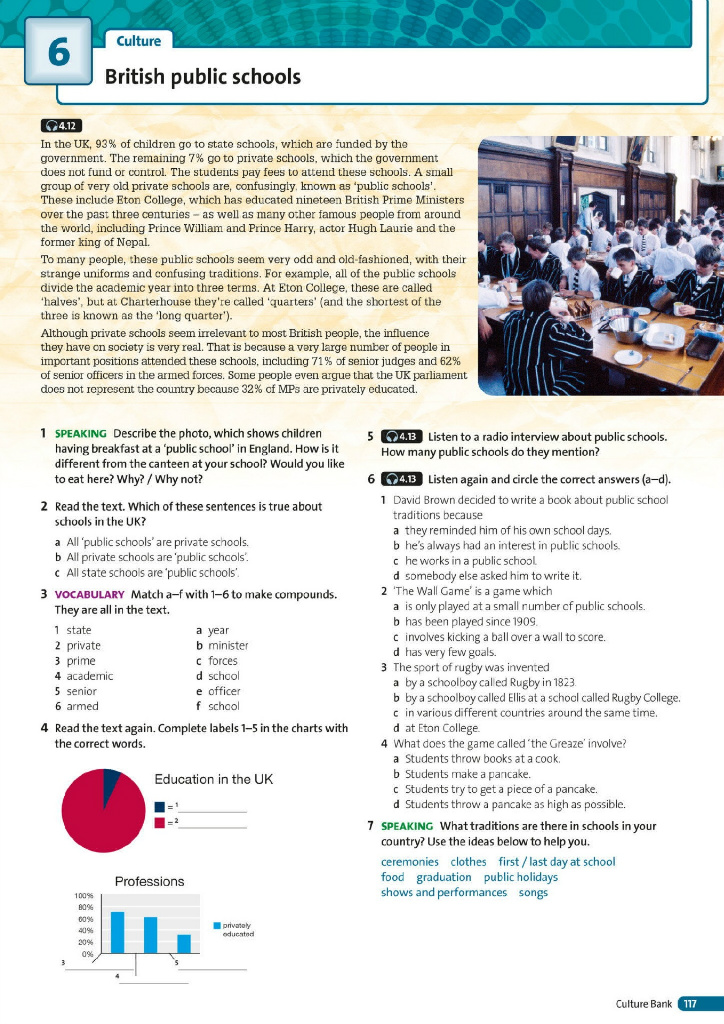 6
Culture
British public schools
4.12
In the UK, 93% of children go to state schools, which are funded by the
government. The remaining 7% go to private schools, which the government
does not fund or control. The students pay fees to attend these schools. A small
group of very old private schools are, confusingly, known as ‘public schools’.
These include Eton College, which has educated nineteen British Prime Ministers
over the past three centuries – as well as many other famous people from around
the world, including Prince William and Prince Harry, actor Hugh Laurie and the
former king of Nepal.
To many people, these public schools seem very odd and old-fashioned, with their
strange uniforms and confusing traditions. For example, all of the public schools
divide the academic year into three terms. At Eton College, these are called
‘halves’, but at Charterhouse they’re called ‘quarters’ (and the shortest of the
three is known as the ‘long quarter’).
Although private schools seem irrelevant to most British people, the influence
they have on society is very real. That is because a very large number of people in
important positions attended these schools, including 71% of senior judges and 62%
of senior officers in the armed forces. Some people even argue that the UK parliament
does not represent the country because 32% of MPs are privately educated.
1 SPEAKING Describe the photo, which shows children
having breakfast at a ‘public school’ in England. How is it
different from the canteen at your school? Would you like
to eat here? Why? / Why not?
2 Read the text. Which of these sentences is true about
schools in the UK?
a All ‘public schools’ are private schools.
b All private schools are ‘public schools’.
c All state schools are ‘public schools’.
3 VOCABULARY Match a–f with 1–6 to make compounds.
They are all in the text.
1 state a year
2 private b minister
3 prime c forces
4 academic d school
5 senior e officer
6 armed f school
4 Read the text again. Complete labels 1–5 in the charts with
the correct words.
Education in the UK
= 1
= 2
Professions
100%
80%
60%
40%
20%
0%
privately
educated
3
4
5
5 4.13 Listen to a radio interview about public schools.
How many public schools do they mention?
6 4.13 Listen again and circle the correct answers (a–d).
1 David Brown decided to write a book about public school
traditions because
a they reminded him of his own school days.
b he’s always had an interest in public schools.
c he works in a public school.
d somebody else asked him to write it.
2 ‘The Wall Game’ is a game which
a is only played at a small number of public schools.
b has been played since 1909.
c involves kicking a ball over a wall to score.
d has very few goals.
3 The sport of rugby was invented
a by a schoolboy called Rugby in 1823.
b by a schoolboy called Ellis at a school called Rugby College.
c in various different countries around the same time.
d at Eton College.
4 What does the game called ‘the Greaze’ involve?
a Students throw books at a cook.
b Students make a pancake.
c Students try to get a piece of a pancake.
d Students throw a pancake as high as possible.
7 SPEAKING What traditions are there in schools in your
country? Use the ideas below to help you.
ceremonies clothes first / last day at school
food graduation public holidays
shows and performances songs
Culture Bank 117